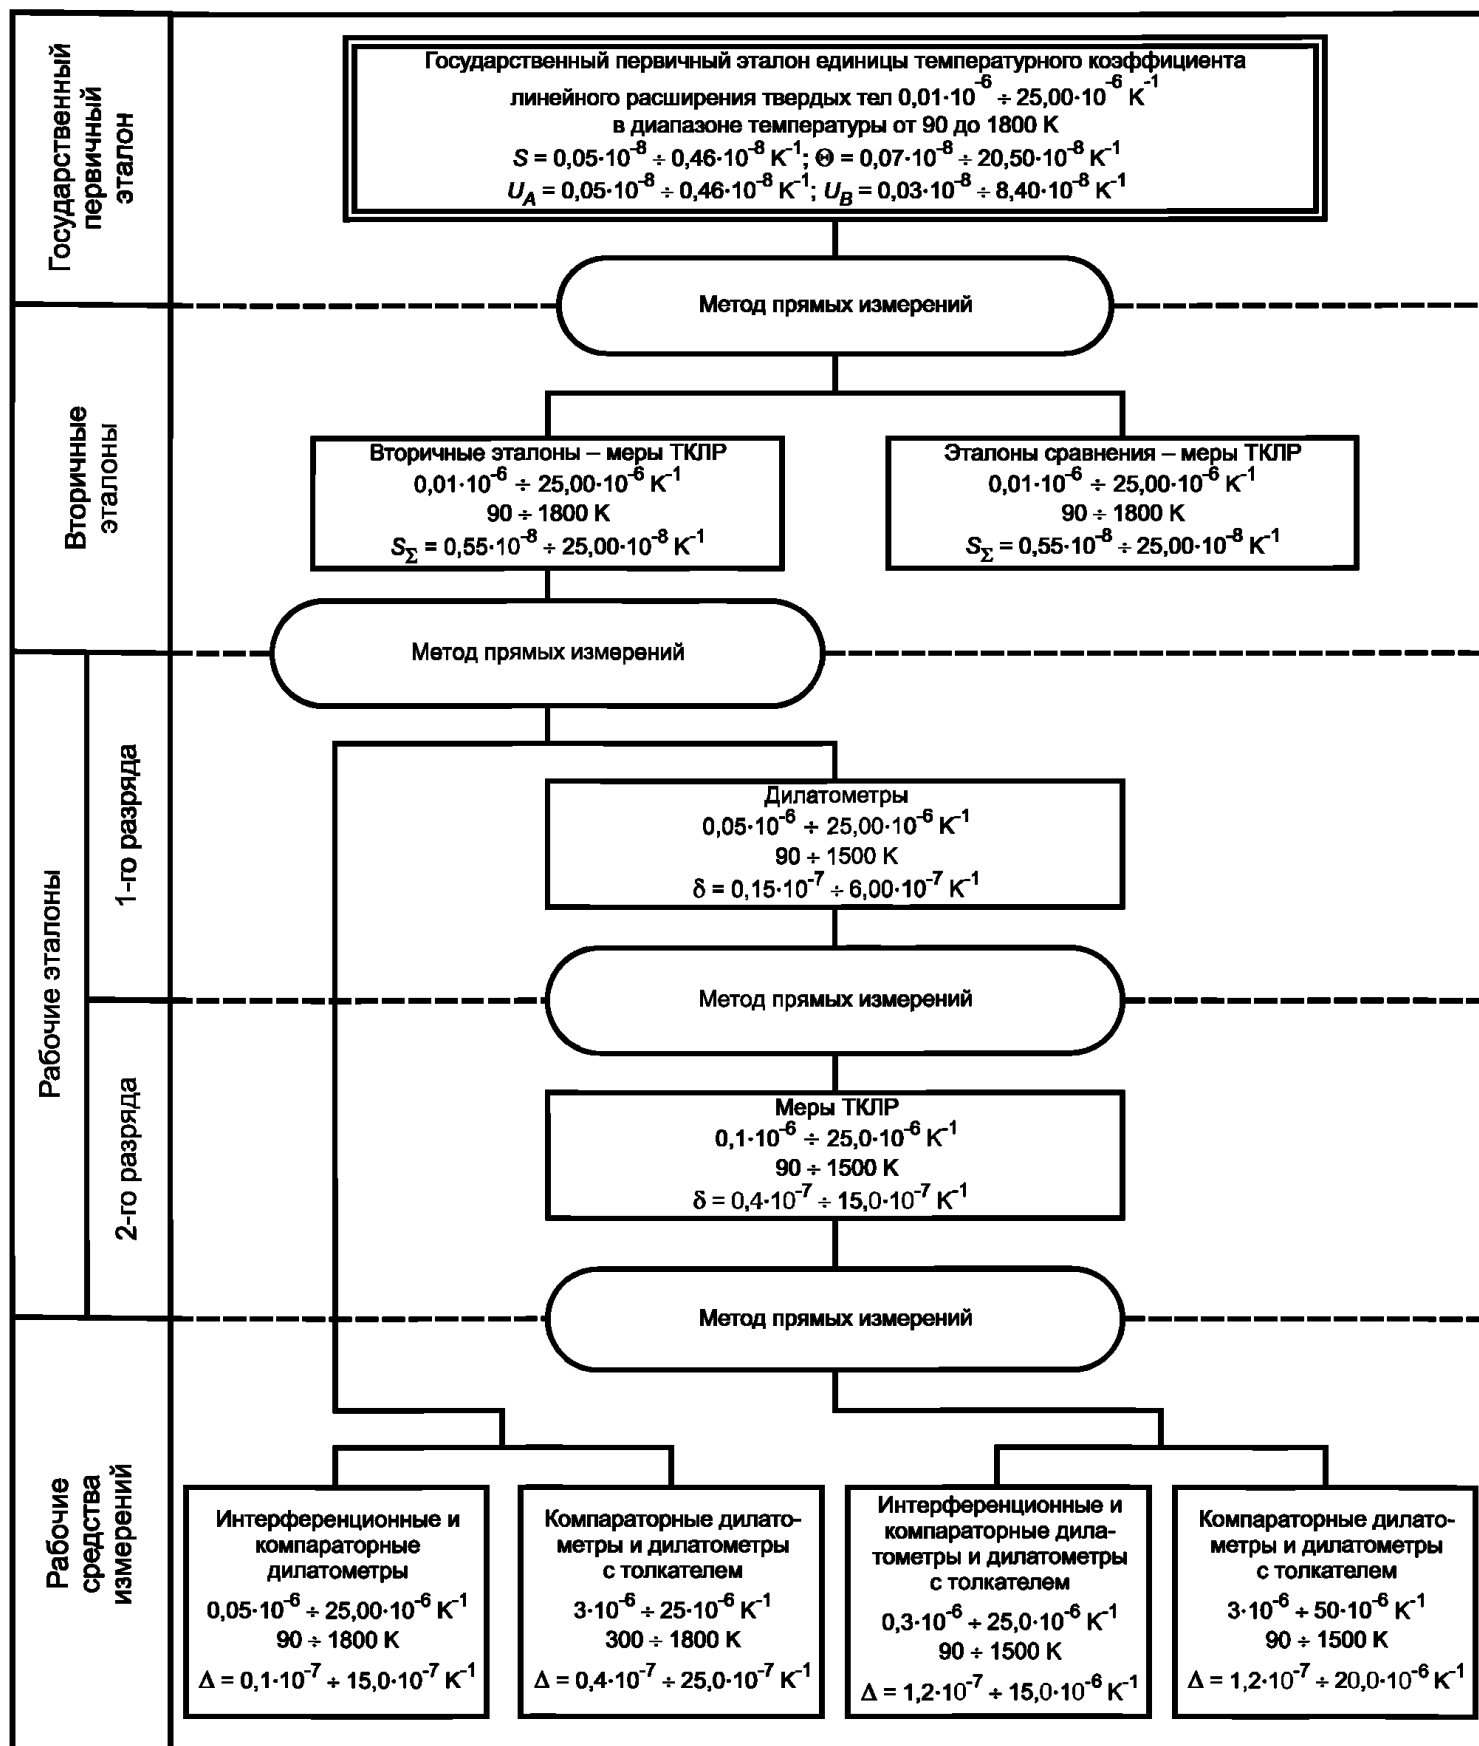 Государственный
первичный
эталон
Государственный первичный эталон единицы температурного коэффициента
линейного расширения твердых тел 0,01·10⁻⁶ ÷ 25,00·10⁻⁶ K⁻¹
в диапазоне температуры от 90 до 1800 K
S = 0,05·10⁻⁸ ÷ 0,46·10⁻⁸ K⁻¹; Θ = 0,07·10⁻⁸ ÷ 20,50·10⁻⁸ K⁻¹
U_A = 0,05·10⁻⁸ ÷ 0,46·10⁻⁸ K⁻¹; U_B = 0,03·10⁻⁸ ÷ 8,40·10⁻⁸ K⁻¹
Метод прямых измерений
Вторичные
эталоны
Вторичные эталоны – меры ТКЛР
0,01·10⁻⁶ ÷ 25,00·10⁻⁶ K⁻¹
90 ÷ 1800 K
S_Σ = 0,55·10⁻⁸ ÷ 25,00·10⁻⁸ K⁻¹
Эталоны сравнения – меры ТКЛР
0,01·10⁻⁶ ÷ 25,00·10⁻⁶ K⁻¹
90 ÷ 1800 K
S_Σ = 0,55·10⁻⁸ ÷ 25,00·10⁻⁸ K⁻¹
Метод прямых измерений
Рабочие эталоны
1-го разряда
Дилатометры
0,05·10⁻⁶ ÷ 25,00·10⁻⁶ K⁻¹
90 ÷ 1500 K
δ = 0,15·10⁻⁷ ÷ 6,00·10⁻⁷ K⁻¹
Метод прямых измерений
2-го разряда
Меры ТКЛР
0,1·10⁻⁶ ÷ 25,0·10⁻⁶ K⁻¹
90 ÷ 1500 K
δ = 0,4·10⁻⁷ ÷ 15,0·10⁻⁷ K⁻¹
Метод прямых измерений
Рабочие
средства
измерений
Интерференционные и
компараторные
дилатометры
0,05·10⁻⁶ ÷ 25,00·10⁻⁶ K⁻¹
90 ÷ 1800 K
Δ = 0,1·10⁻⁷ ÷ 15,0·10⁻⁷ K⁻¹
Компараторные дилато-
метры и дилатометры
с толкателем
3·10⁻⁶ ÷ 25·10⁻⁶ K⁻¹
300 ÷ 1800 K
Δ = 0,4·10⁻⁷ ÷ 25,0·10⁻⁷ K⁻¹
Интерференционные и
компараторные дила-
тометры и дилатометры
с толкателем
0,3·10⁻⁶ ÷ 25,0·10⁻⁶ K⁻¹
90 ÷ 1500 K
Δ = 1,2·10⁻⁷ ÷ 15,0·10⁻⁶ K⁻¹
Компараторные дилато-
метры и дилатометры
с толкателем
3·10⁻⁶ ÷ 50·10⁻⁶ K⁻¹
90 ÷ 1500 K
Δ = 1,2·10⁻⁷ ÷ 20,0·10⁻⁶ K⁻¹